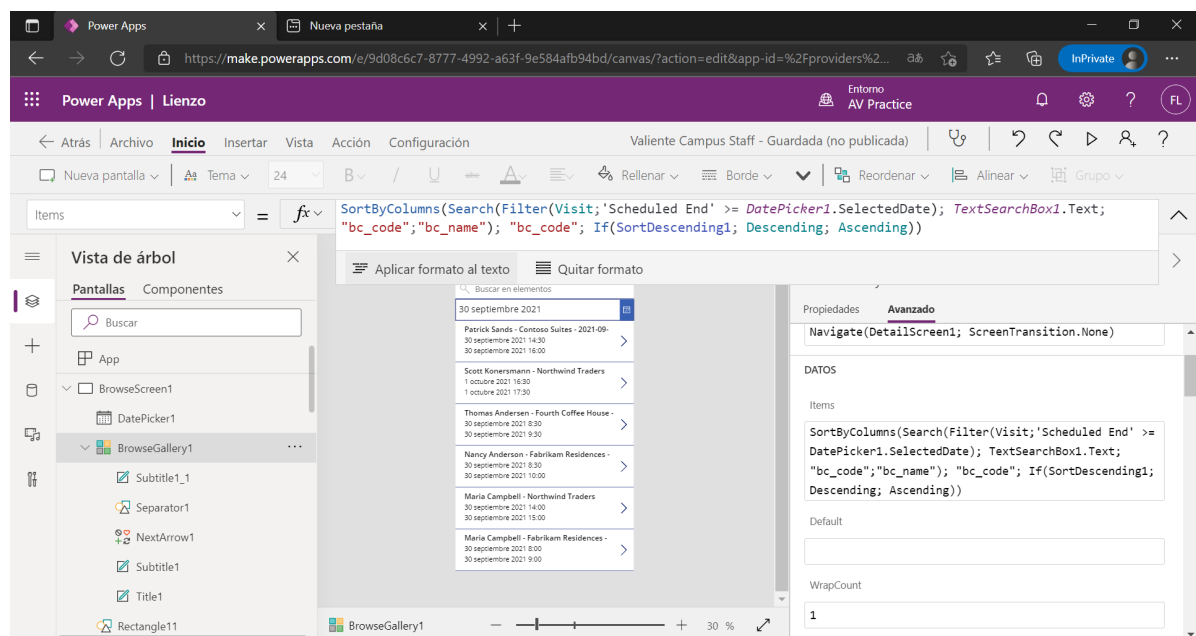 Power Apps
Nueva pestaña
https://make.powerapps.com/e/9d08c6c7-8777-4992-a63f-9e584afb94bd/canvas/?action=edit&app-id=%2Fproviders%2...
InPrivate
Power Apps | Lienzo
Entorno
AV Practice
FL
Atrás Archivo Inicio Insertar Vista Acción Configuración
Valiente Campus Staff - Guardada (no publicada)
Nueva pantalla Tema 24 B / U abc A Rellenar Borde Reordenar Alinear Grupo
Items = fx
SortByColumns(Search(Filter(Visit;'Scheduled End' >= DatePicker1.SelectedDate); TextSearchBox1.Text;
"bc_code";"bc_name"); "bc_code"; If(SortDescending1; Descending; Ascending))
Aplicar formato al texto Quitar formato
Vista de árbol
Pantallas Componentes
Buscar
App
BrowseScreen1
DatePicker1
BrowseGallery1
Subtitle1_1
Separator1
NextArrow1
Subtitle1
Title1
Rectangle11
Buscar en elementos
30 septiembre 2021
Patrick Sands - Contoso Suites - 2021-09-
30 septiembre 2021 14:30
30 septiembre 2021 16:00
Scott Konersmann - Northwind Traders
1 octubre 2021 16:30
1 octubre 2021 17:30
Thomas Andersen - Fourth Coffee House -
30 septiembre 2021 8:30
30 septiembre 2021 9:30
Nancy Anderson - Fabrikam Residences -
30 septiembre 2021 8:30
30 septiembre 2021 10:00
Maria Campbell - Northwind Traders
30 septiembre 2021 14:00
30 septiembre 2021 15:00
Maria Campbell - Fabrikam Residences -
30 septiembre 2021 8:00
30 septiembre 2021 9:00
BrowseGallery1
30 %
Propiedades Avanzado
Navigate(DetailScreen1; ScreenTransition.None)
DATOS
Items
SortByColumns(Search(Filter(Visit;'Scheduled End' >=
DatePicker1.SelectedDate); TextSearchBox1.Text;
"bc_code";"bc_name"); "bc_code"; If(SortDescending1;
Descending; Ascending))
Default
WrapCount
1